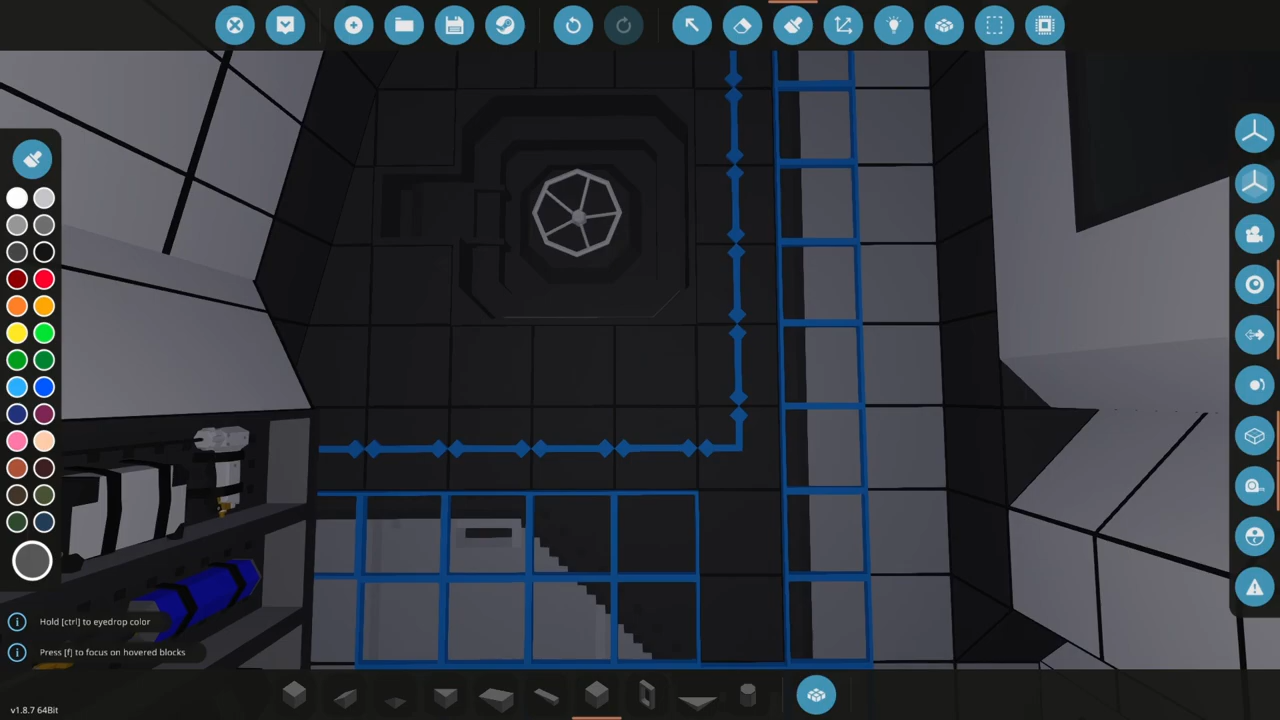 Hold [ctrl] to eyedrop color
Press [f] to focus on hovered blocks
v1.8.7 64Bit